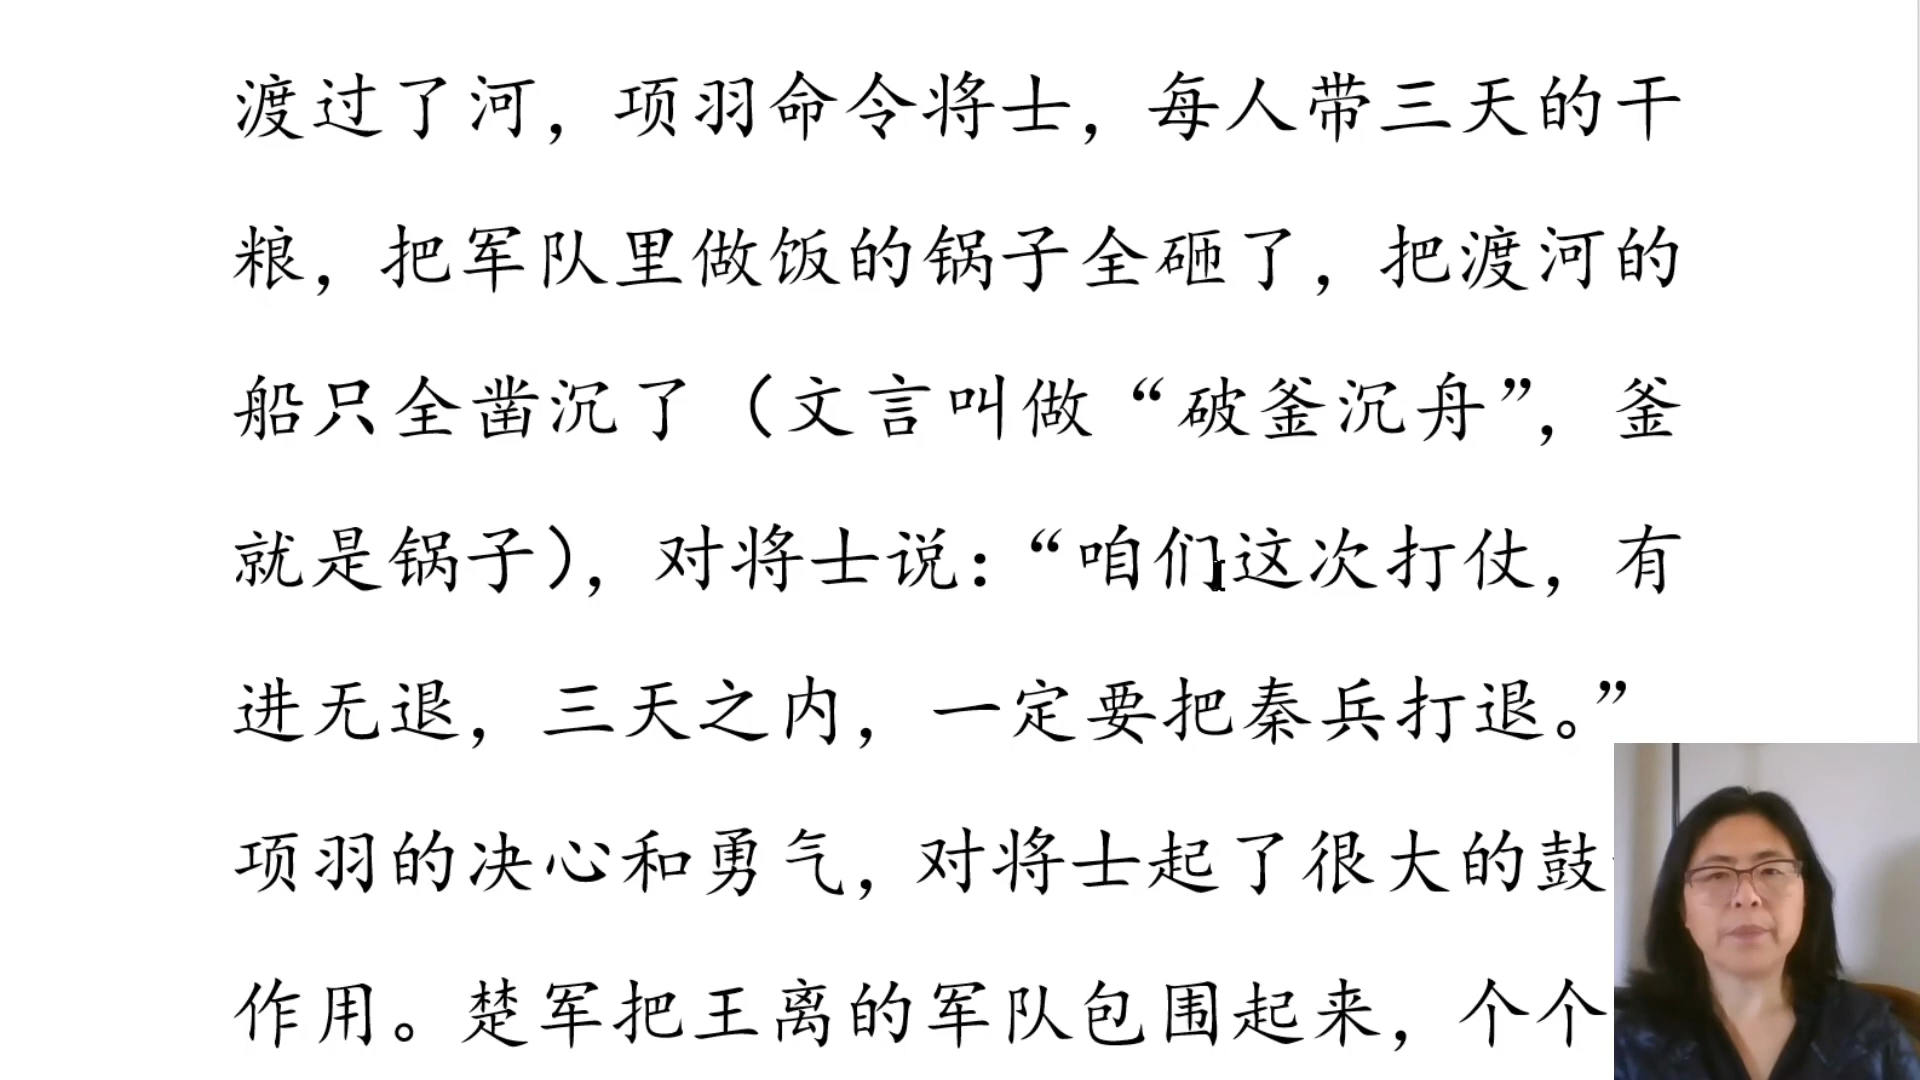 渡过了河，项羽命令将士，每人带三天的干
粮，把军队里做饭的锅子全砸了，把渡河的
船只全凿沉了（文言叫做“破釜沉舟”，釜
就是锅子），对将士说：“咱们这次打仗，有
进无退，三天之内，一定要把秦兵打退。”
项羽的决心和勇气，对将士起了很大的鼓
作用。楚军把王离的军队包围起来，个个